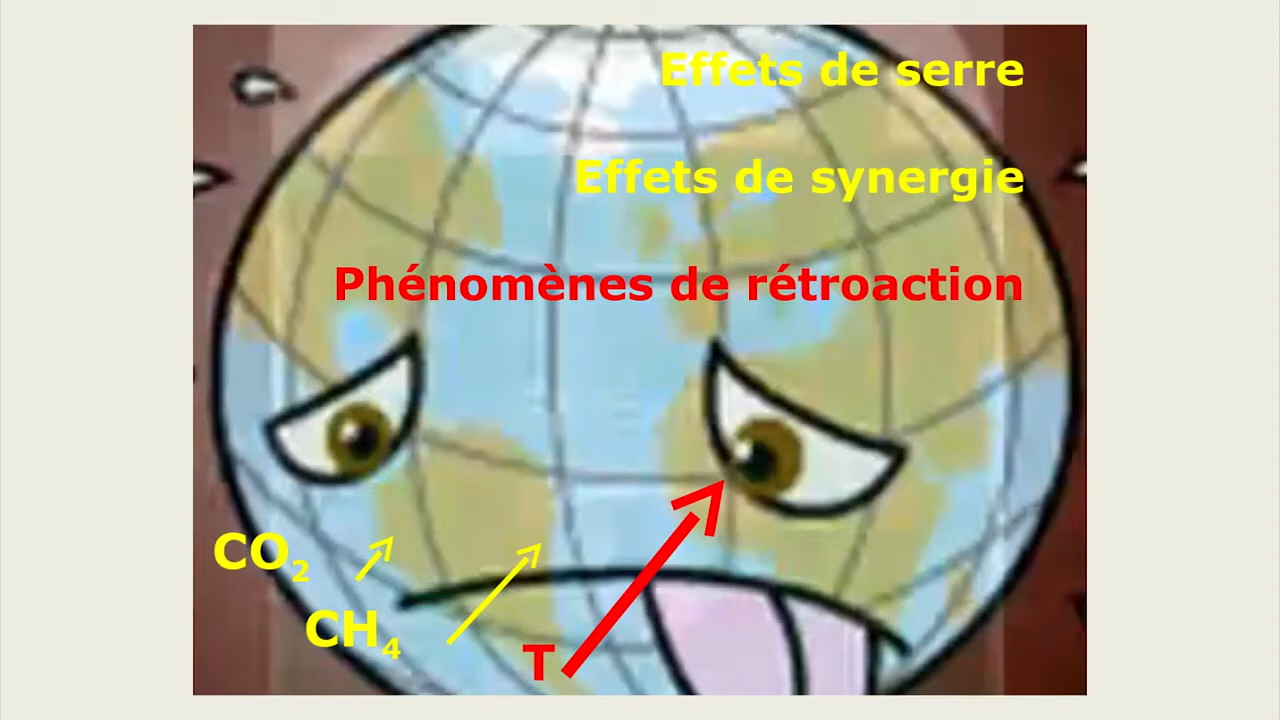 Effets de serre
Effets de synergie
Phénomènes de rétroaction
CO₂
CH₄
T